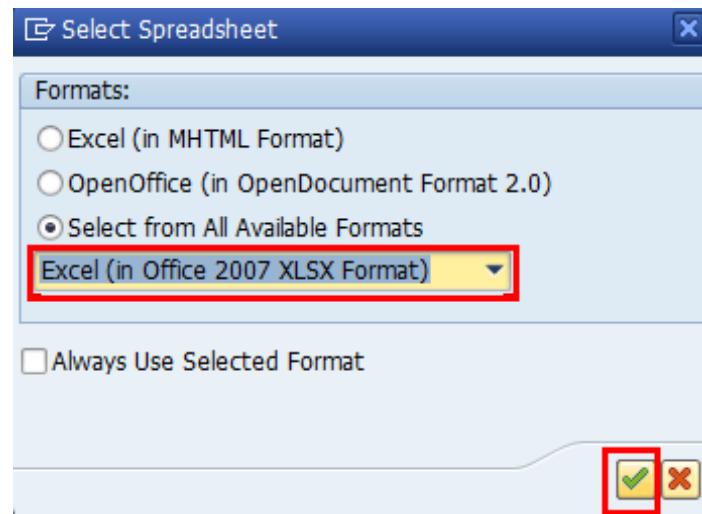 Select Spreadsheet
Formats:
Excel (in MHTML Format)
OpenOffice (in OpenDocument Format 2.0)
Select from All Available Formats
Excel (in Office 2007 XLSX Format)
Always Use Selected Format